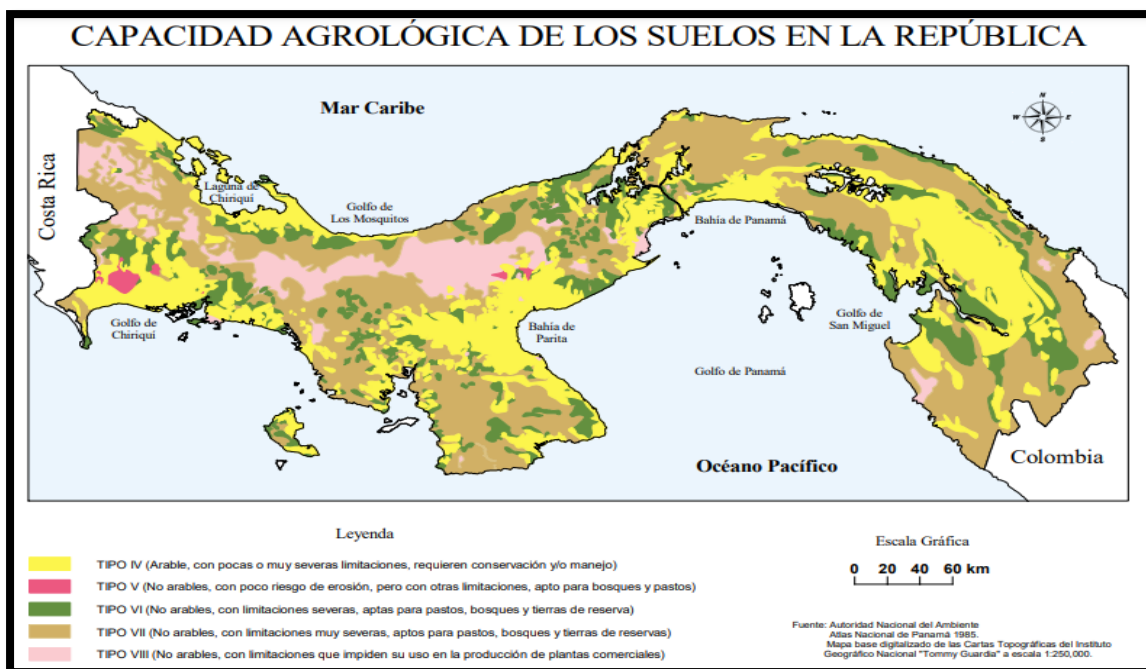 CAPACIDAD AGROLÓGICA DE LOS SUELOS EN LA REPÚBLICA
Mar Caribe
N
W E
S
Costa Rica
Laguna de
Chiriquí
Golfo de
Los Mosquitos
Bahía de Panamá
Golfo de
Chiriquí
Bahía de
Parita
Golfo de
San Miguel
Golfo de Panamá
Océano Pacífico
Colombia
Leyenda
TIPO IV (Arable, con pocas o muy severas limitaciones, requieren conservación y/o manejo)
TIPO V (No arables, con poco riesgo de erosión, pero con otras limitaciones, apto para bosques y pastos)
TIPO VI (No arables, con limitaciones severas, aptas para pastos, bosques y tierras de reserva)
TIPO VII (No arables, con limitaciones muy severas, aptos para pastos, bosques y tierras de reservas)
TIPO VIII (No arables, con limitaciones que impiden su uso en la producción de plantas comerciales)
Escala Gráfica
0 20 40 60 km
Fuente: Autoridad Nacional del Ambiente
Atlas Nacional de Panamá 1985.
Mapa base digitalizado de las Cartas Topográficas del Instituto
Geográfico Nacional "Tommy Guardia" a escala 1:250,000.